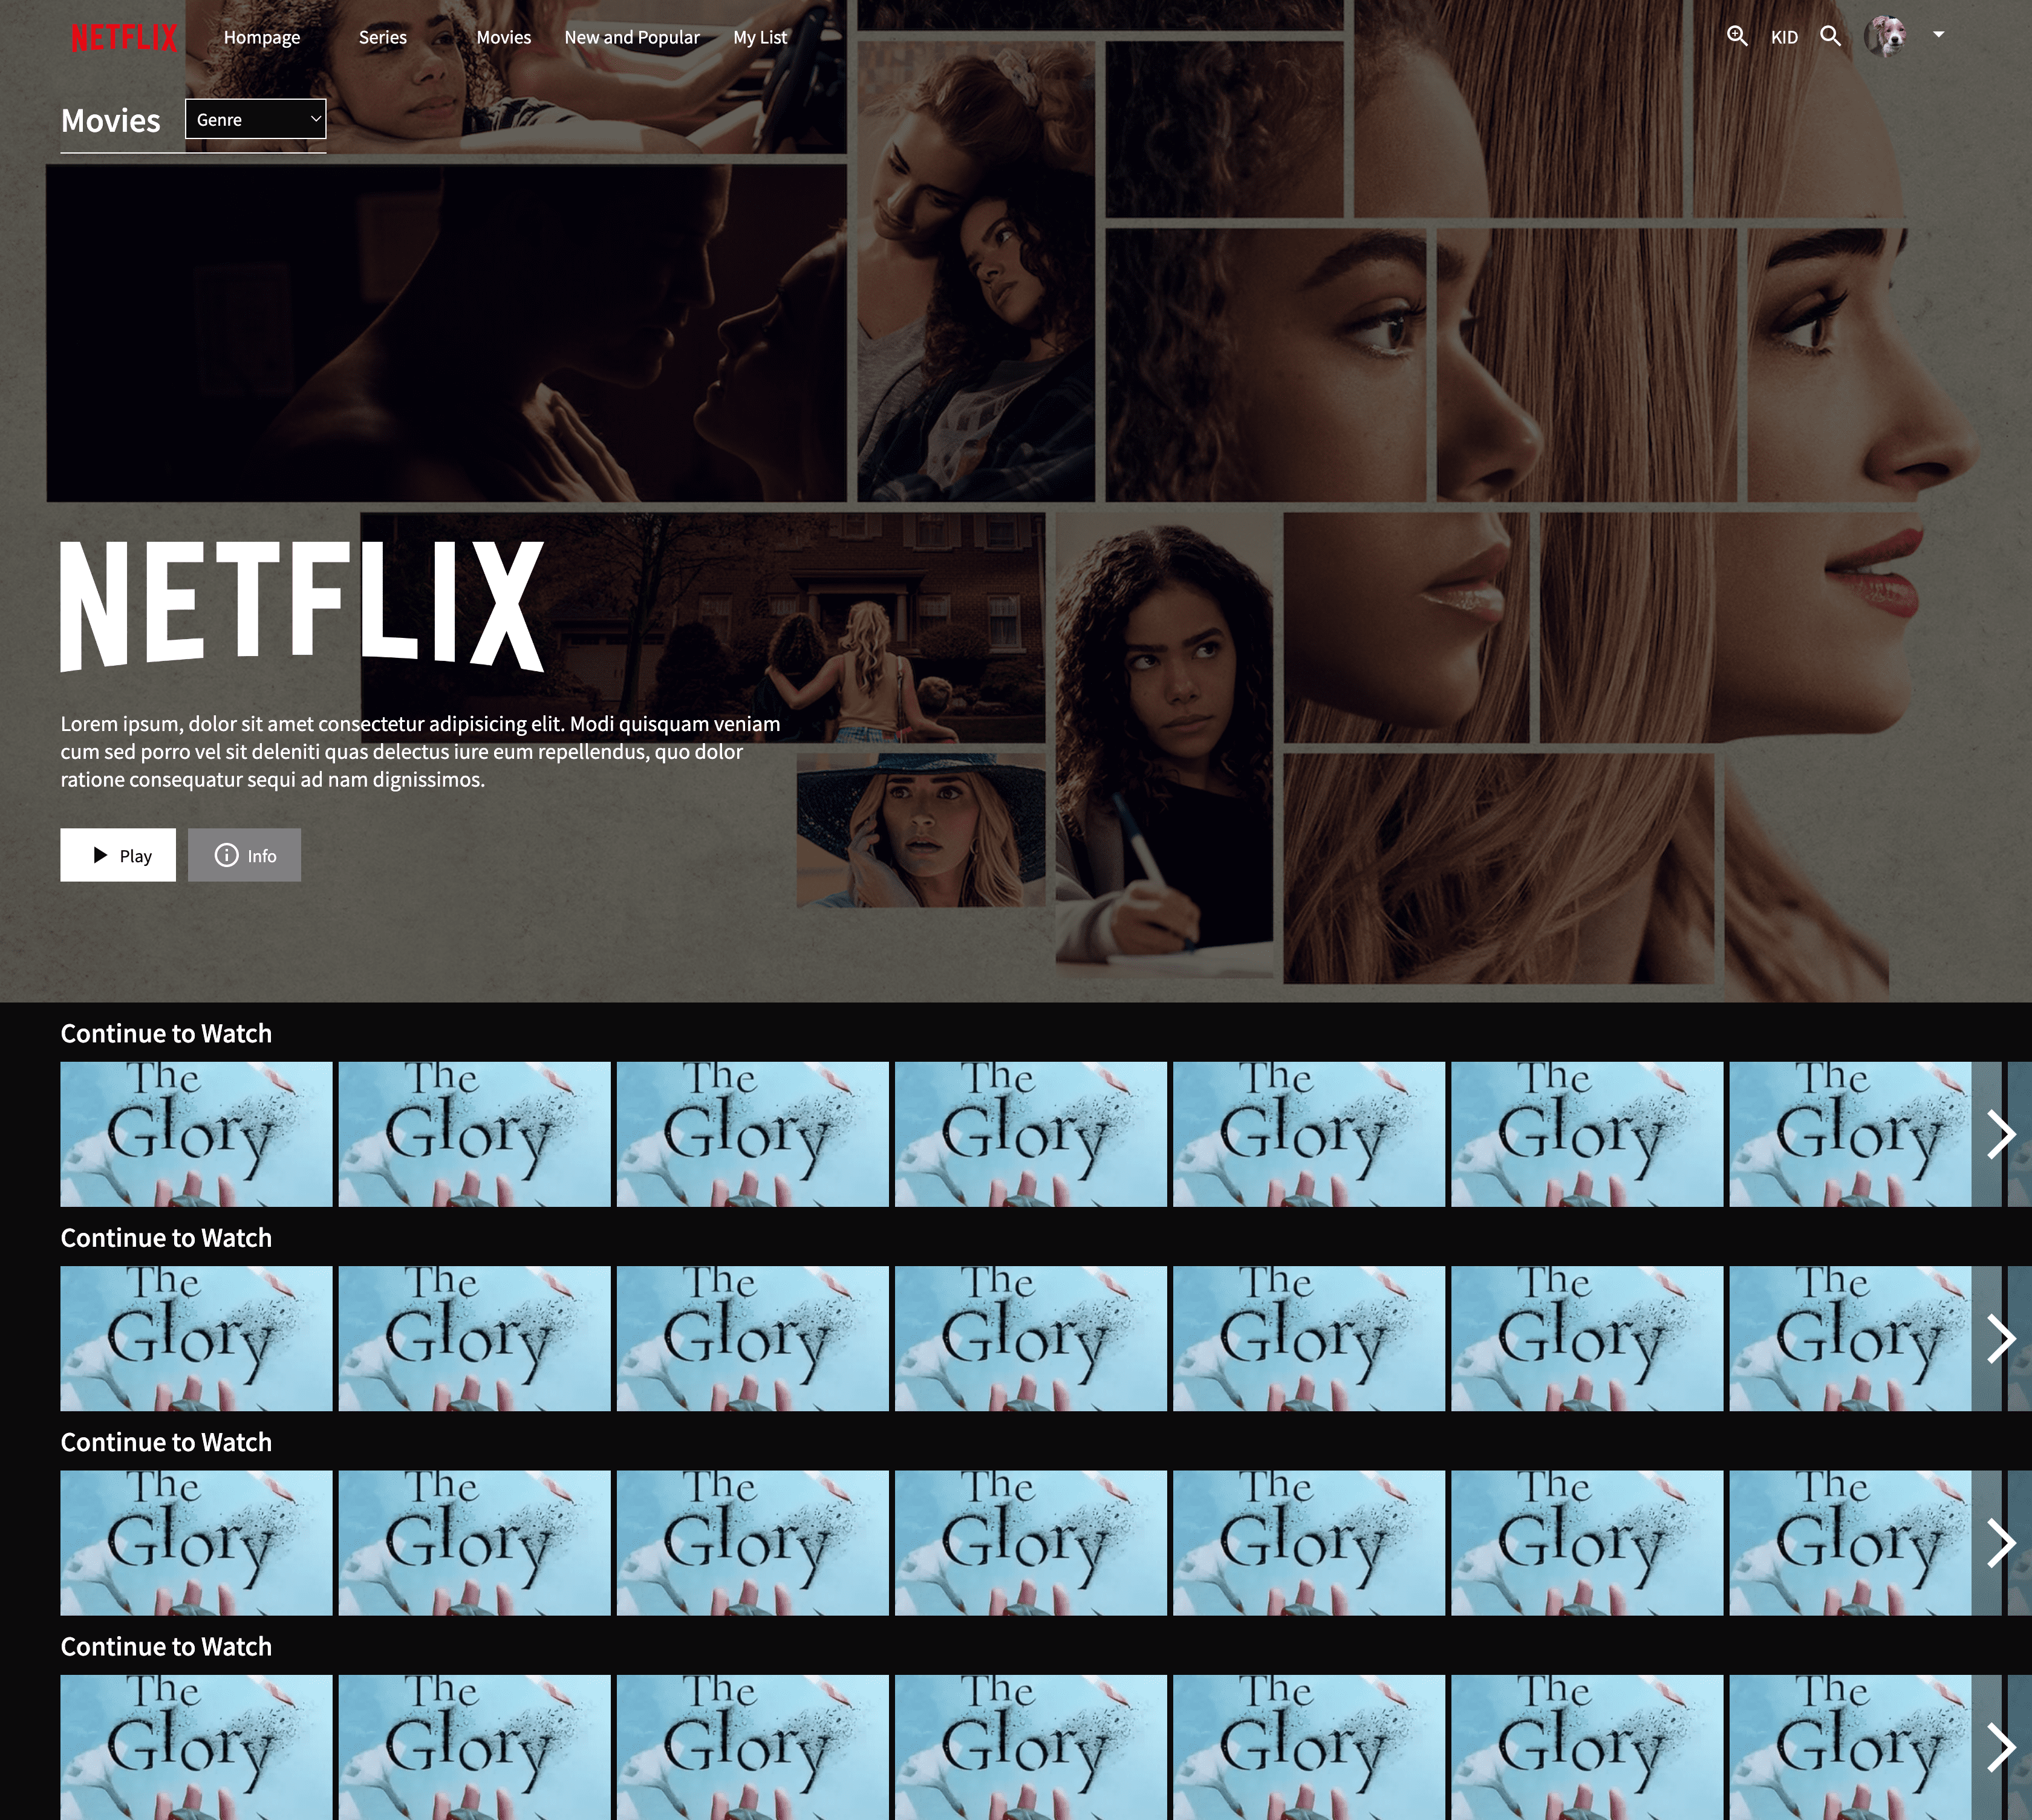 NETFLIX Hompage Series Movies New and Popular My List KID
Movies Genre
NETFLIX
Lorem ipsum, dolor sit amet consectetur adipisicing elit. Modi quisquam veniam
cum sed porro vel sit deleniti quas delectus iure eum repellendus, quo dolor
ratione consequatur sequi ad nam dignissimos.
Play Info
Continue to Watch
The The The The The The The
Glory Glory Glory Glory Glory Glory Glory
Continue to Watch
The The The The The The The
Glory Glory Glory Glory Glory Glory Glory
Continue to Watch
The The The The The The The
Glory Glory Glory Glory Glory Glory Glory
Continue to Watch
The The The The The The The
Glory Glory Glory Glory Glory Glory Glory